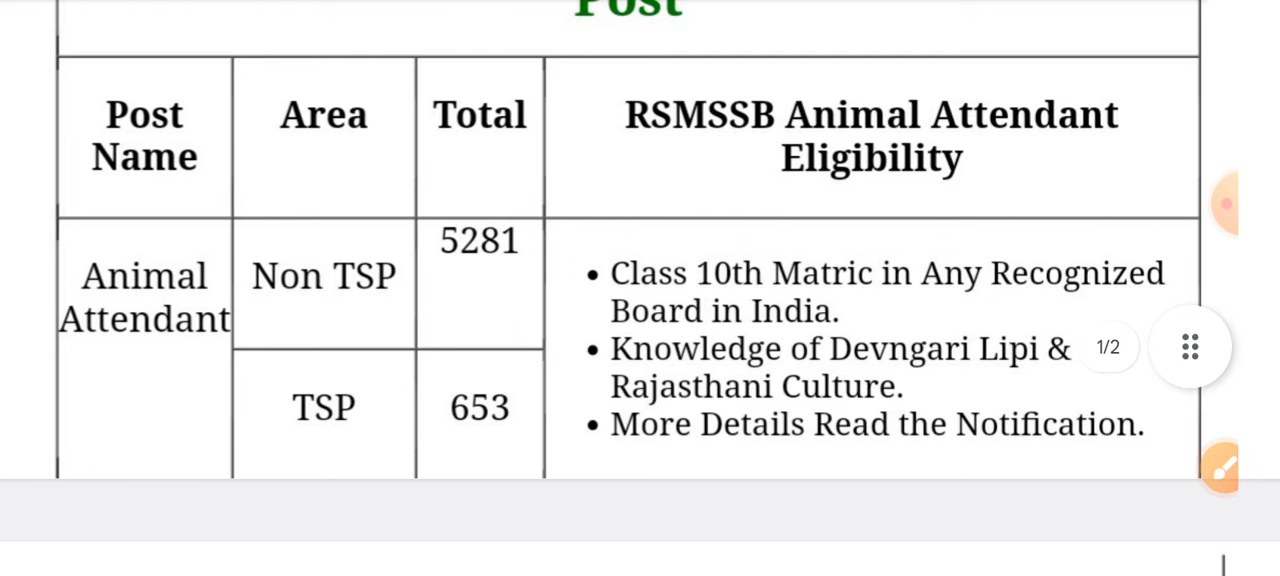 Post
Post
Name
Area
Total
RSMSSB Animal Attendant
Eligibility
Animal
Attendant
Non TSP
5281
TSP
653
• Class 10th Matric in Any Recognized
Board in India.
• Knowledge of Devngari Lipi &
Rajasthani Culture.
• More Details Read the Notification.
1/2